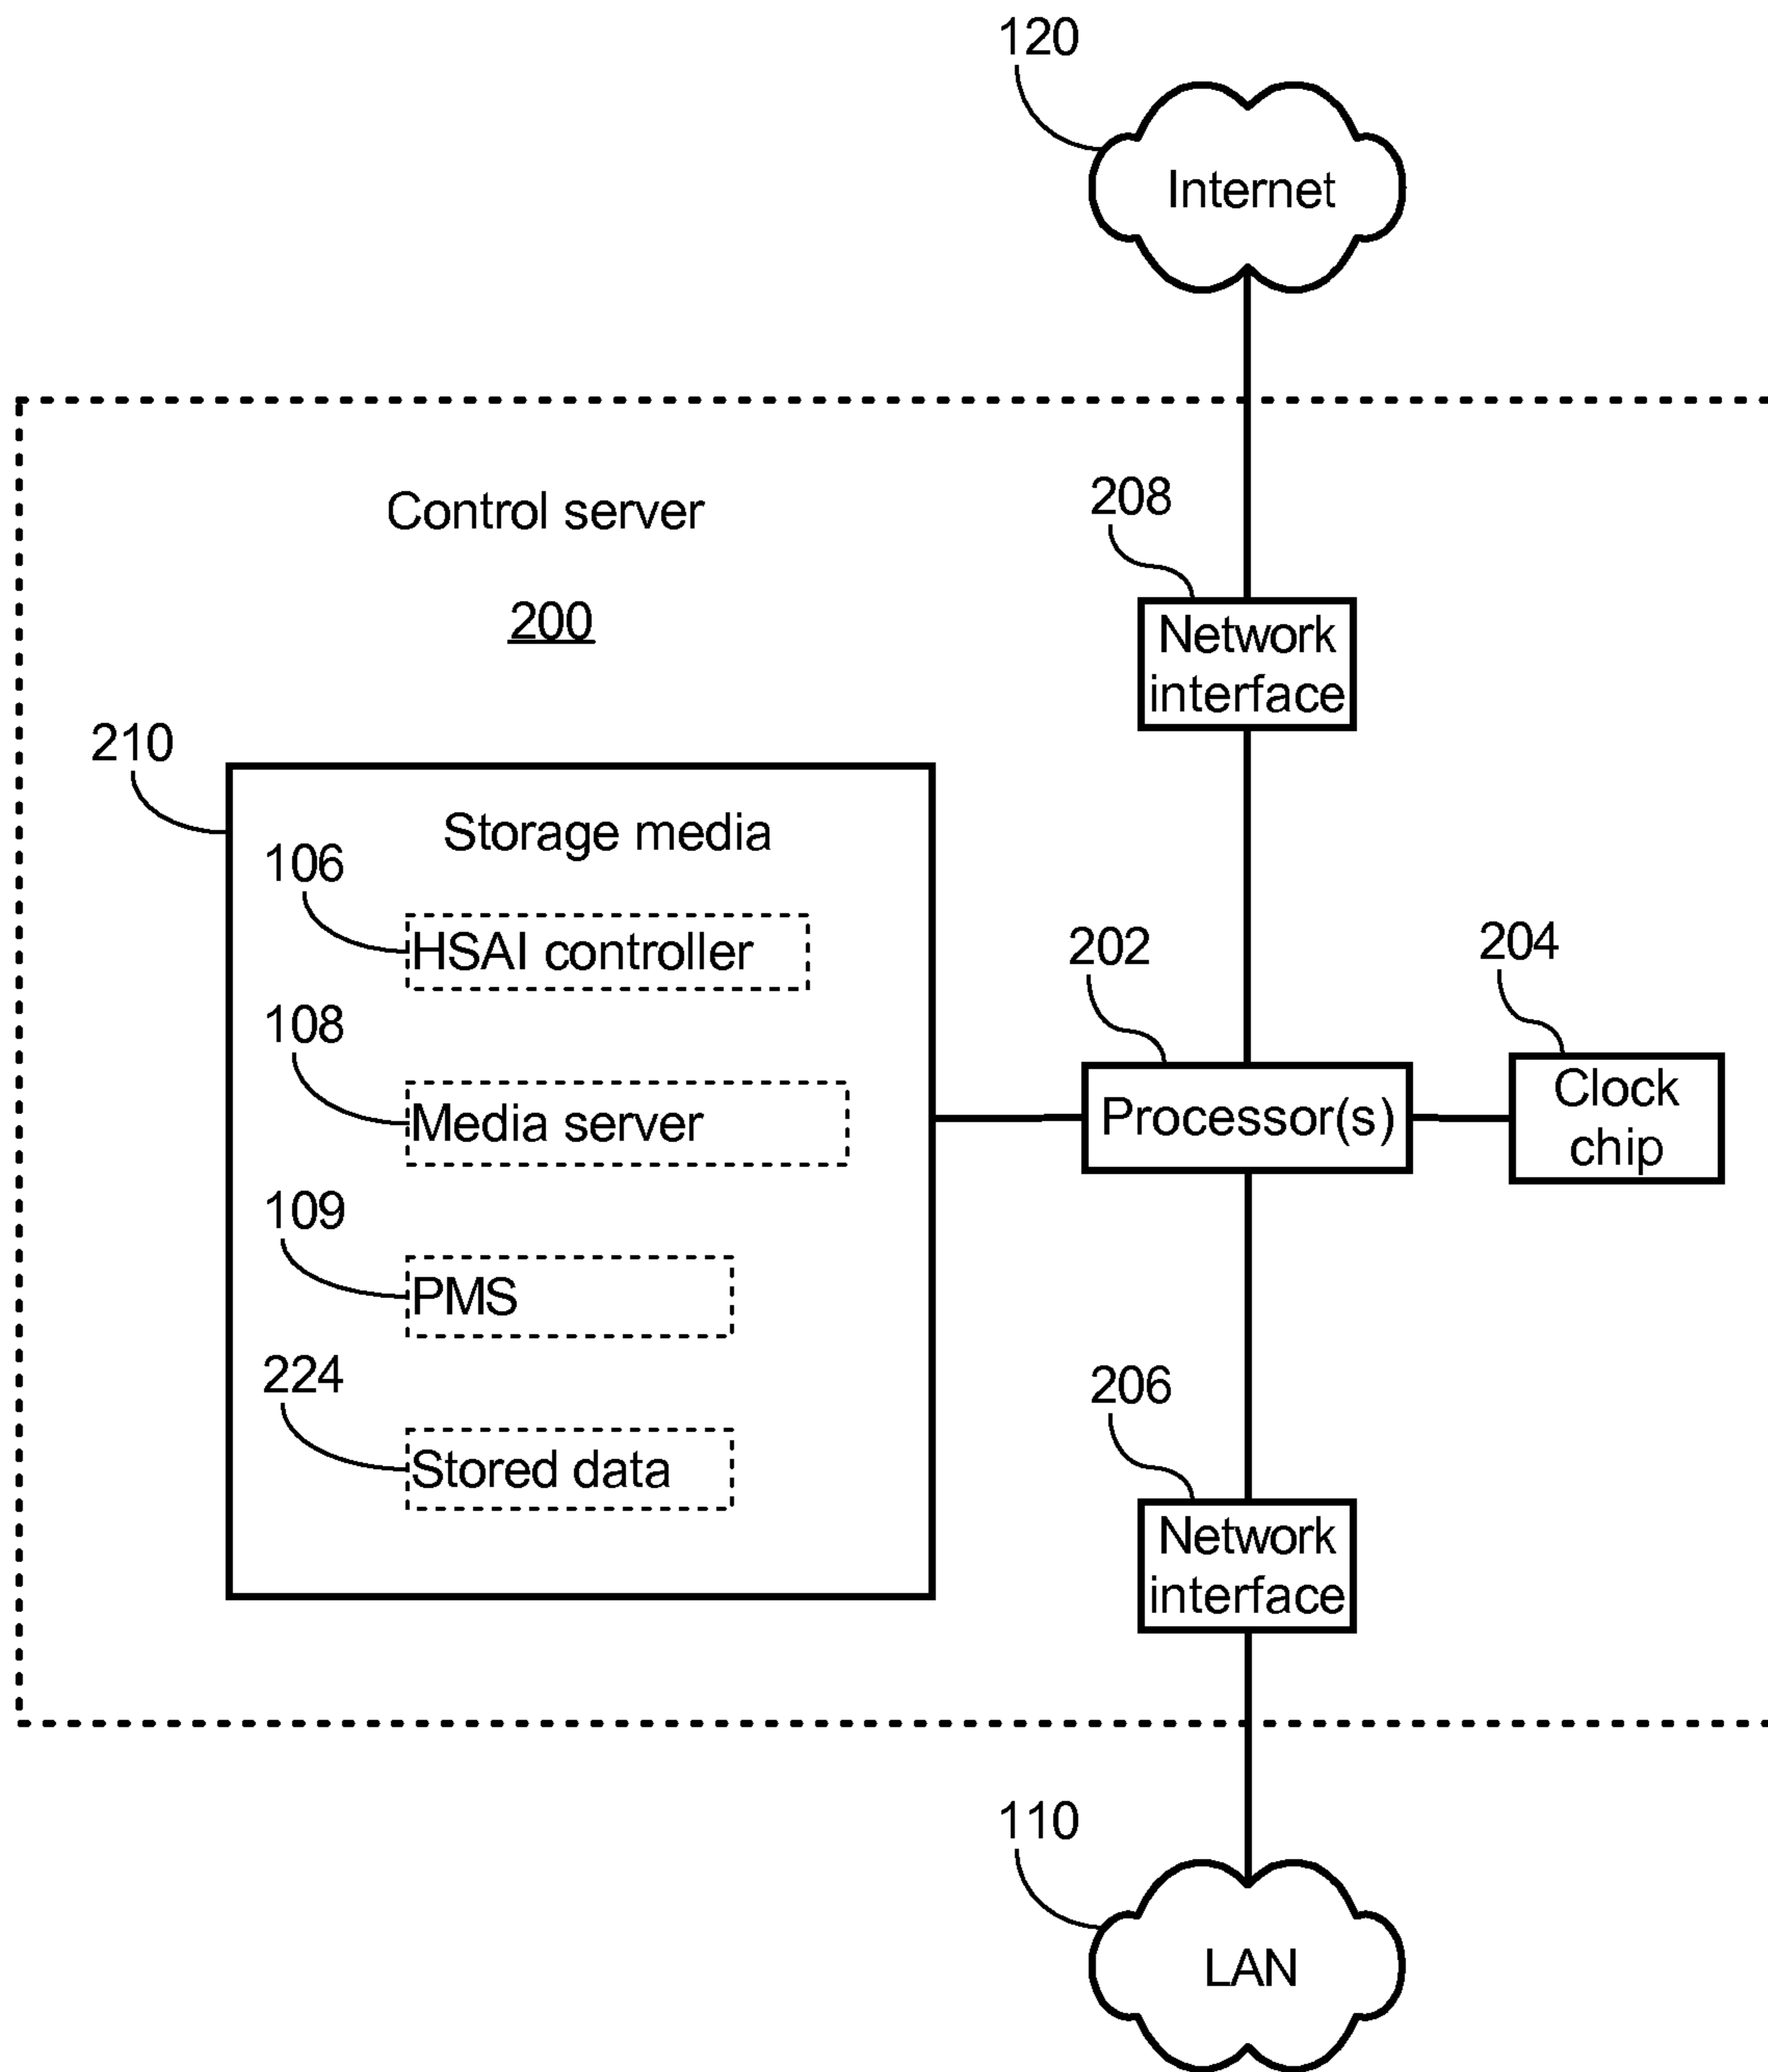 120
Internet
Control server
200
208
Network
interface
210
Storage media
106
HSAI controller
108
Media server
109
PMS
224
Stored data
202
Processor(s)
204
Clock
chip
206
Network
interface
110
LAN